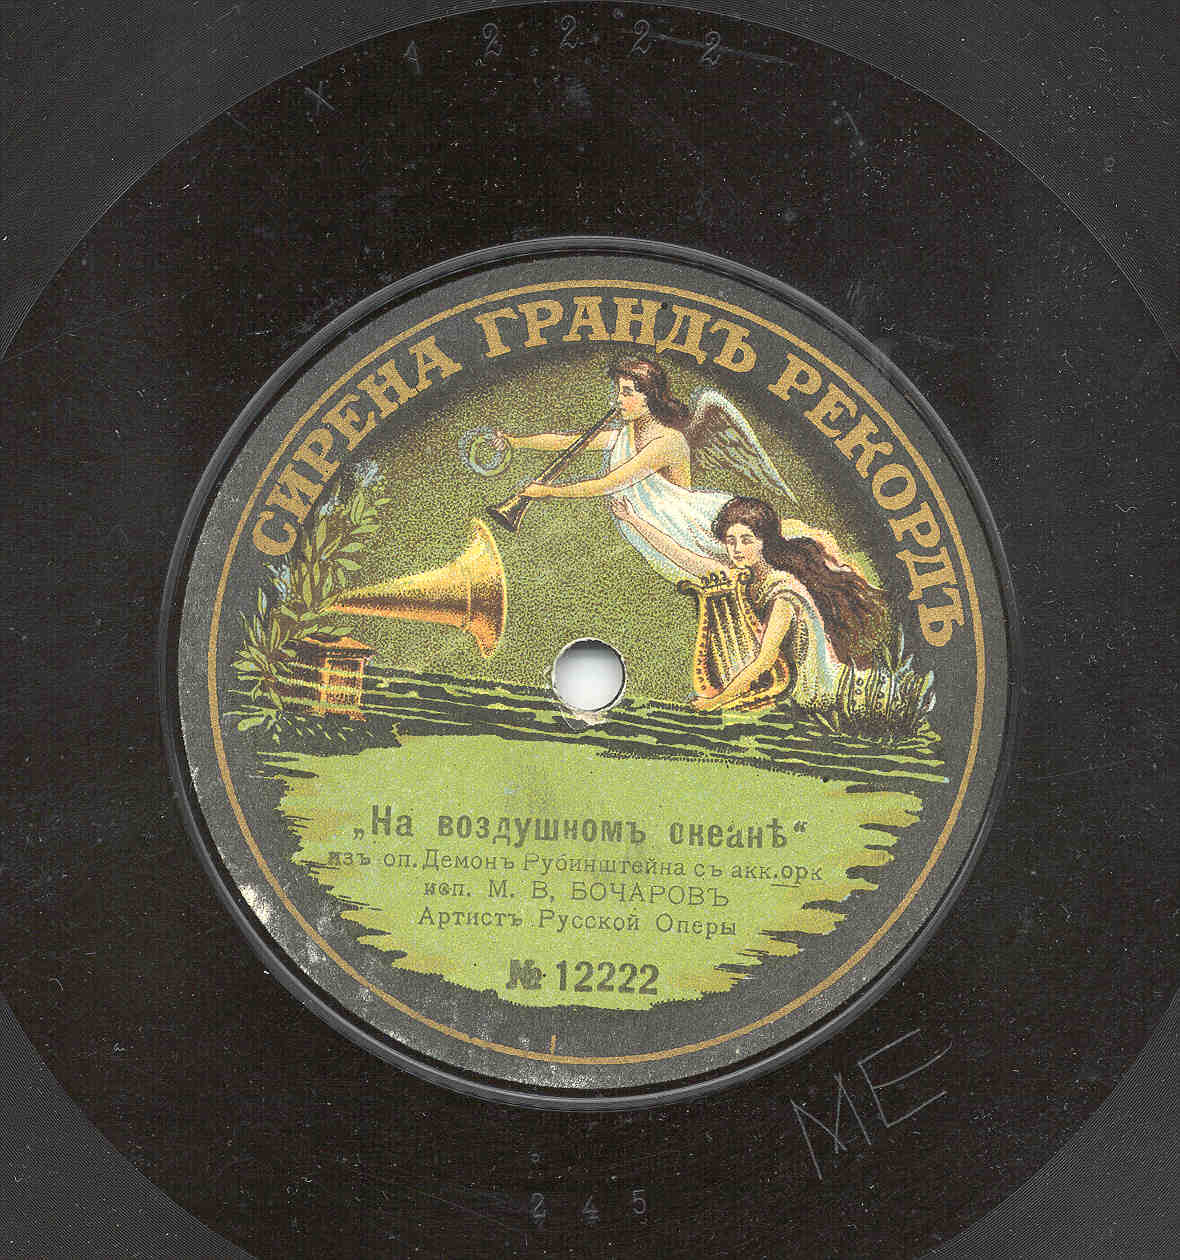 X 12222
СИРЕНА ГРАНДЪ РЕКОРДЪ
„На воздушномъ океанѣ“
изъ оп. Демонъ Рубинштейна съ акк. орк
исп. М. В, БОЧАРОВЪ
Артистъ Русской Оперы
№ 12222
ME
245